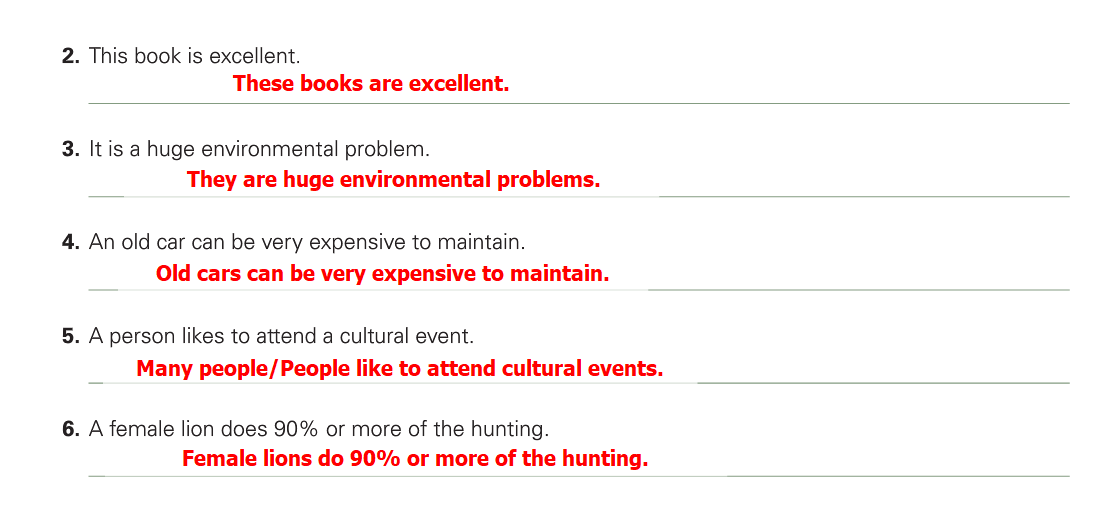 2. This book is excellent.
These books are excellent.
3. It is a huge environmental problem.
They are huge environmental problems.
4. An old car can be very expensive to maintain.
Old cars can be very expensive to maintain.
5. A person likes to attend a cultural event.
Many people/People like to attend cultural events.
6. A female lion does 90% or more of the hunting.
Female lions do 90% or more of the hunting.